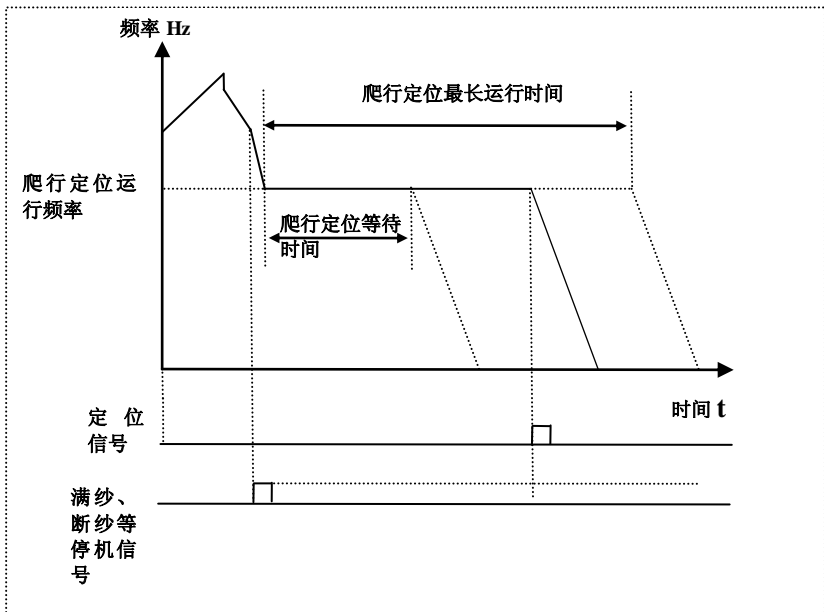 频率 Hz
爬行定位最长运行时间
爬行定位运
行频率
爬行定位等待
时间
时间 t
定 位
信号
满纱、
断纱等
停机信
号